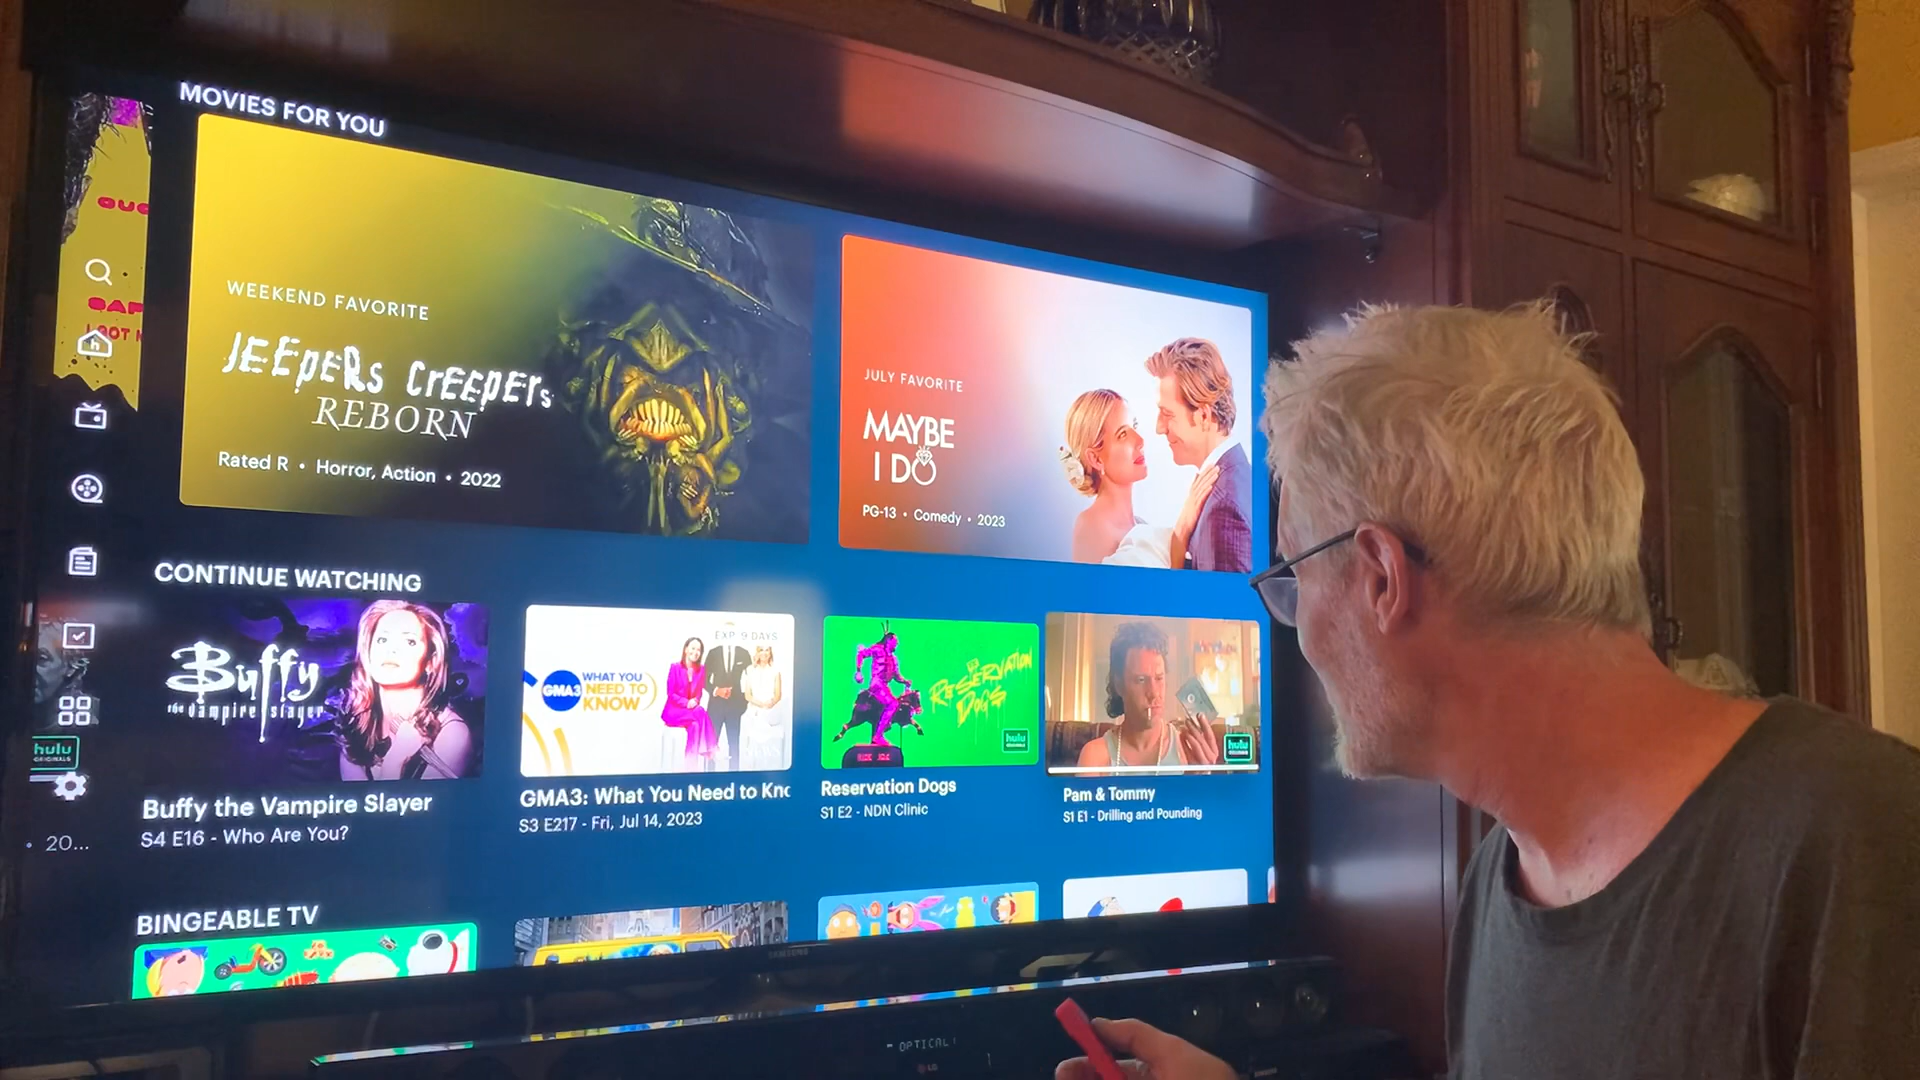 MOVIES FOR YOU
WEEKEND FAVORITE
JEEPERS CREEPERS
REBORN
Rated R • Horror, Action • 2022
JULY FAVORITE
MAYBE
I DO
PG-13 • Comedy • 2023
CONTINUE WATCHING
Buffy
the vampire slayer
EXP. 9 DAYS
GMA3
WHAT YOU
NEED TO
KNOW
RESERVATION
DOGS
hulu
hulu
hulu
ORIGINALS
Buffy the Vampire Slayer
S4 E16 - Who Are You?
GMA3: What You Need to Kno
S3 E217 - Fri, Jul 14, 2023
Reservation Dogs
S1 E2 - NDN Clinic
Pam & Tommy
S1 E1 - Drilling and Pounding
• 20...
BINGEABLE TV
SAMSUNG
OPTICAL
LG